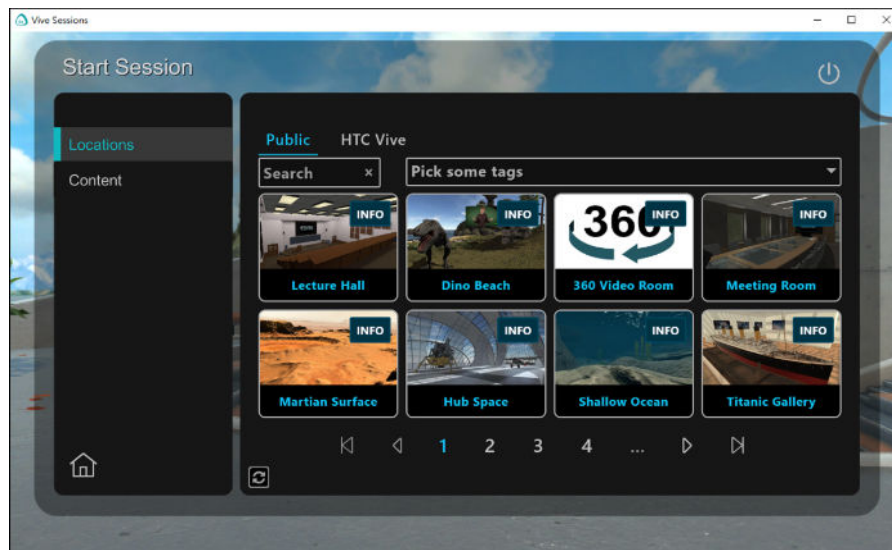 Vive Sessions
Start Session
Locations
Content
Public HTC Vive
Search × Pick some tags
INFO INFO 360 INFO INFO
Lecture Hall Dino Beach 360 Video Room Meeting Room
INFO INFO INFO INFO
Martian Surface Hub Space Shallow Ocean Titanic Gallery
1 2 3 4 ...